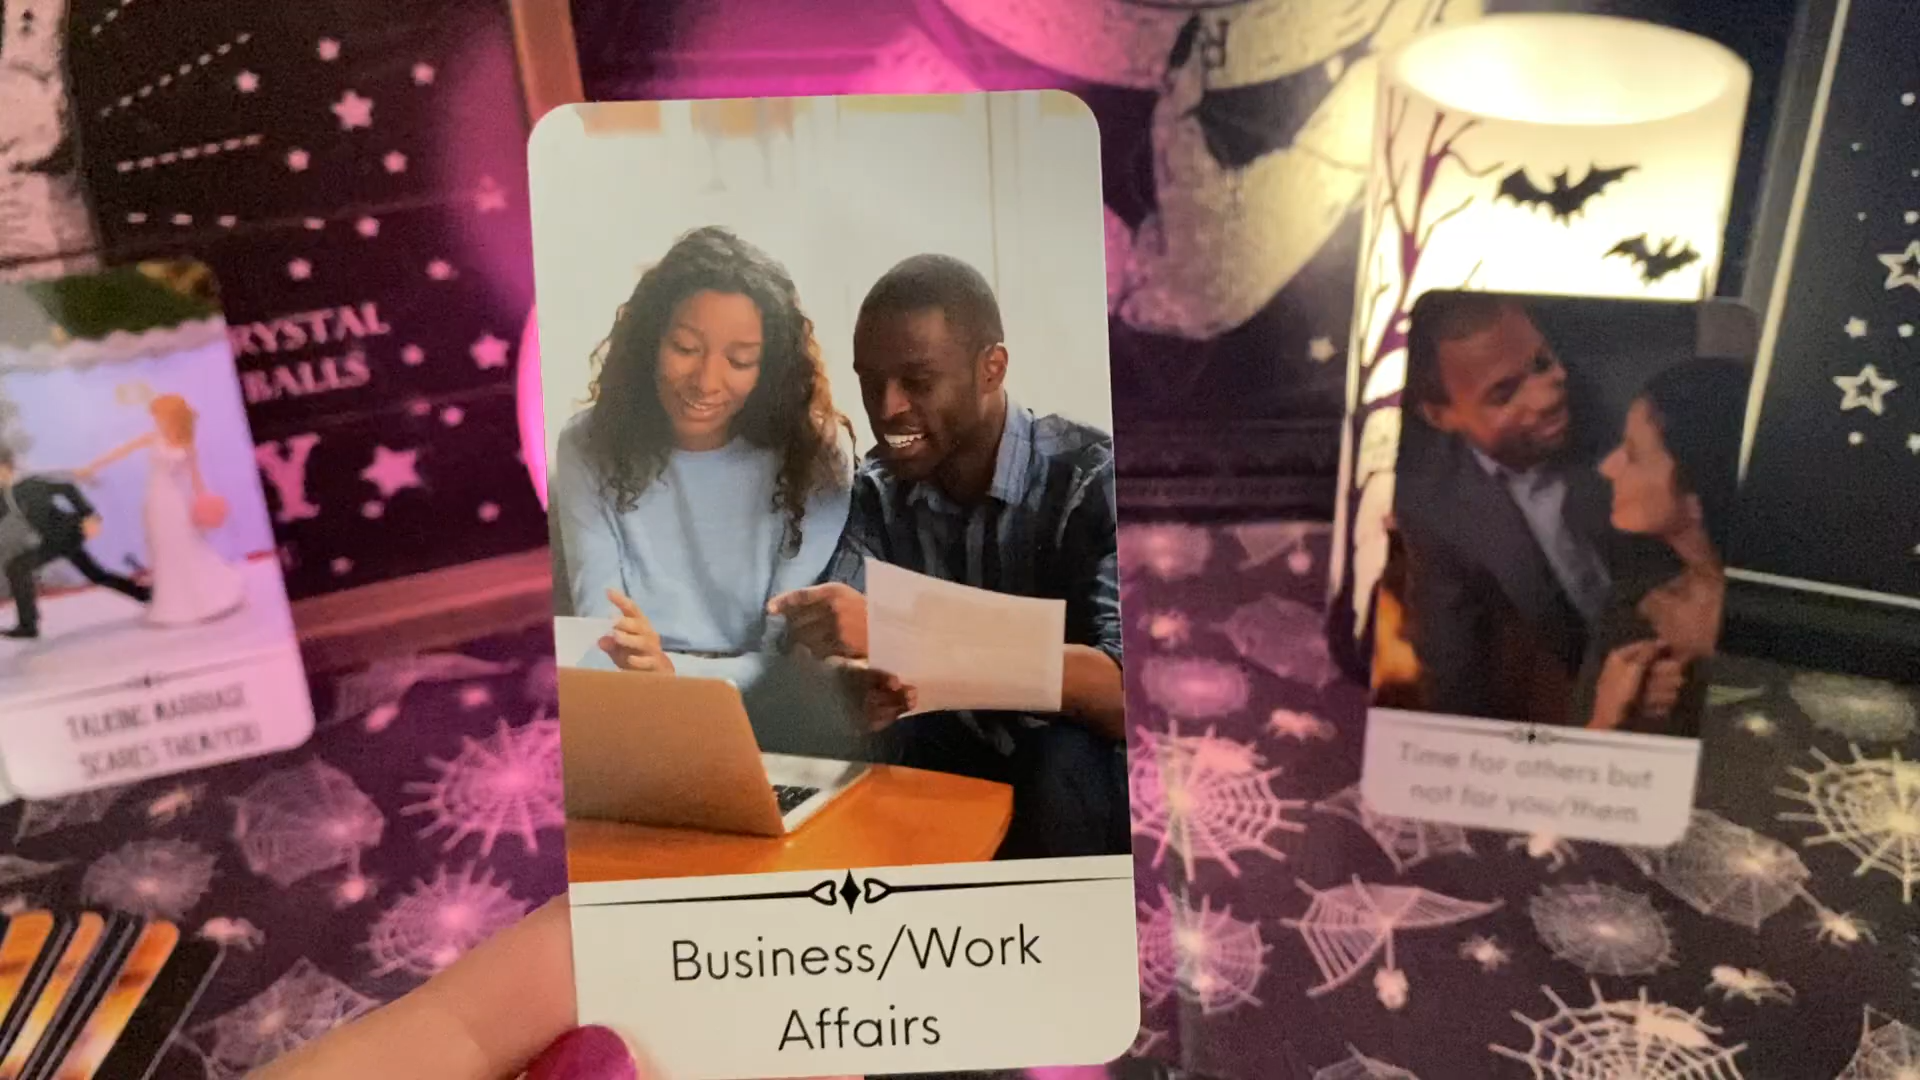 RYSTAL
BALLS
Y
TALKING MARRIAGE
SCARES THEM/YOU
Business/Work
Affairs
Time for others but
not for you/them